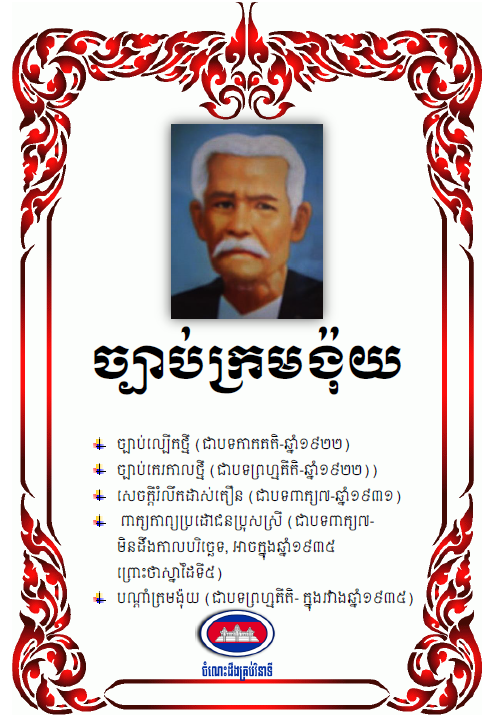 ច្បាប់ក្រមង៉ុយ
ច្បាប់ល្បើកថ្មី (ជាបទកាកគតិ-ឆ្នាំ១៩២២)
ច្បាប់កេរកាលថ្មី (ជាបទព្រហ្មគីតិ-ឆ្នាំ១៩២២))
សេចក្ដីរំលឹកដាស់តឿន (ជាបទពាក្យ៧-ឆ្នាំ១៩៣១)
ពាក្យកាព្យប្រដៅជនប្រុសស្រី (ជាបទពាក្យ៧-
មិនដឹងកាលបរិច្ឆេទ, អាចក្នុងឆ្នាំ១៩៣៥
ព្រោះថាស្នាដៃទី៥)
បណ្ដាំក្រមង៉ុយ (ជាបទព្រហ្មគីតិ- ក្នុងរវាងឆ្នាំ១៩៣៥)
ចំណេះដឹងគ្រប់វិនាទី